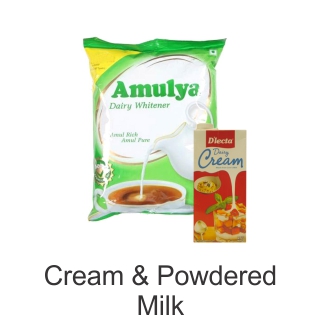 Amulya
Dairy Whitener
Amul Rich
Amul Pure
D'lecta
Dairy
Cream
Cream & Powdered
Milk